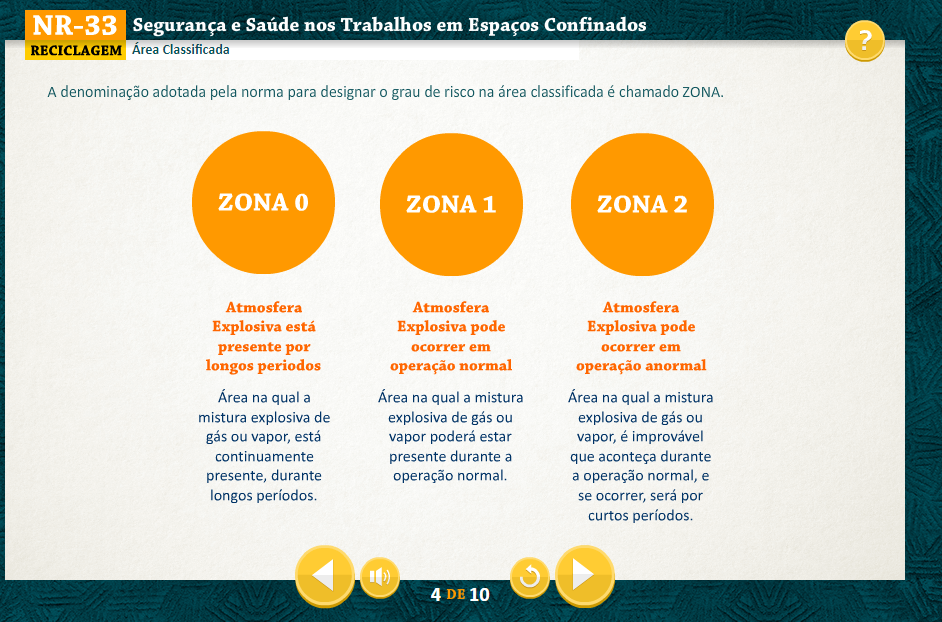 NR-33
Segurança e Saúde nos Trabalhos em Espaços Confinados
RECICLAGEM
Área Classificada
?
A denominação adotada pela norma para designar o grau de risco na área classificada é chamado ZONA.
ZONA 0
Atmosfera
Explosiva está
presente por
longos periodos
Área na qual a
mistura explosiva de
gás ou vapor, está
continuamente
presente, durante
longos períodos.
ZONA 1
Atmosfera
Explosiva pode
ocorrer em
operação normal
Área na qual a mistura
explosiva de gás ou
vapor poderá estar
presente durante a
operação normal.
ZONA 2
Atmosfera
Explosiva pode
ocorrer em
operação anormal
Área na qual a mistura
explosiva de gás ou
vapor, é improvável
que aconteça durante
a operação normal, e
se ocorrer, será por
curtos períodos.
4 DE 10